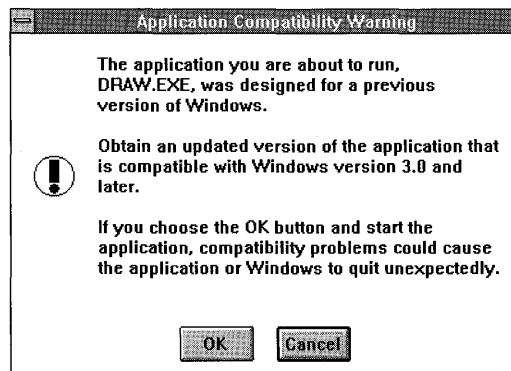 Application Compatibility Warning
The application you are about to run,
DRAW.EXE, was designed for a previous
version of Windows.
Obtain an updated version of the application that
is compatible with Windows version 3.0 and
later.
If you choose the OK button and start the
application, compatibility problems could cause
the application or Windows to quit unexpectedly.
OK
Cancel